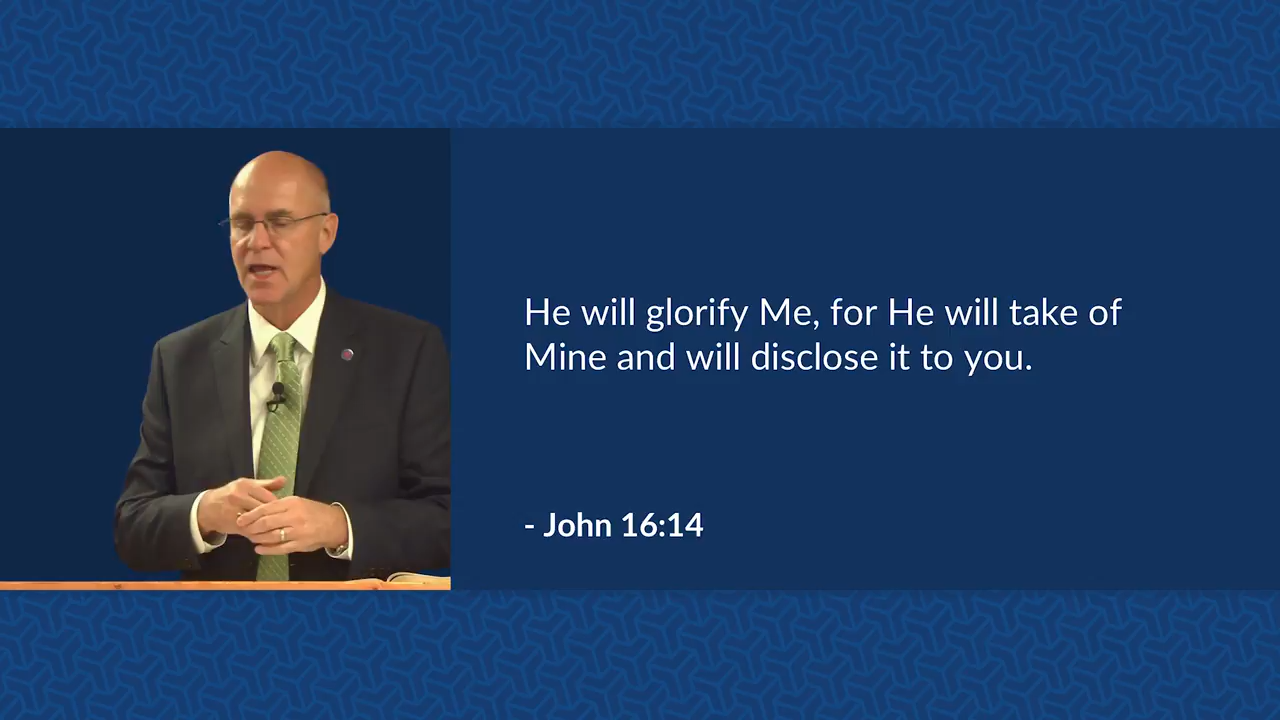 He will glorify Me, for He will take of
Mine and will disclose it to you.
- John 16:14